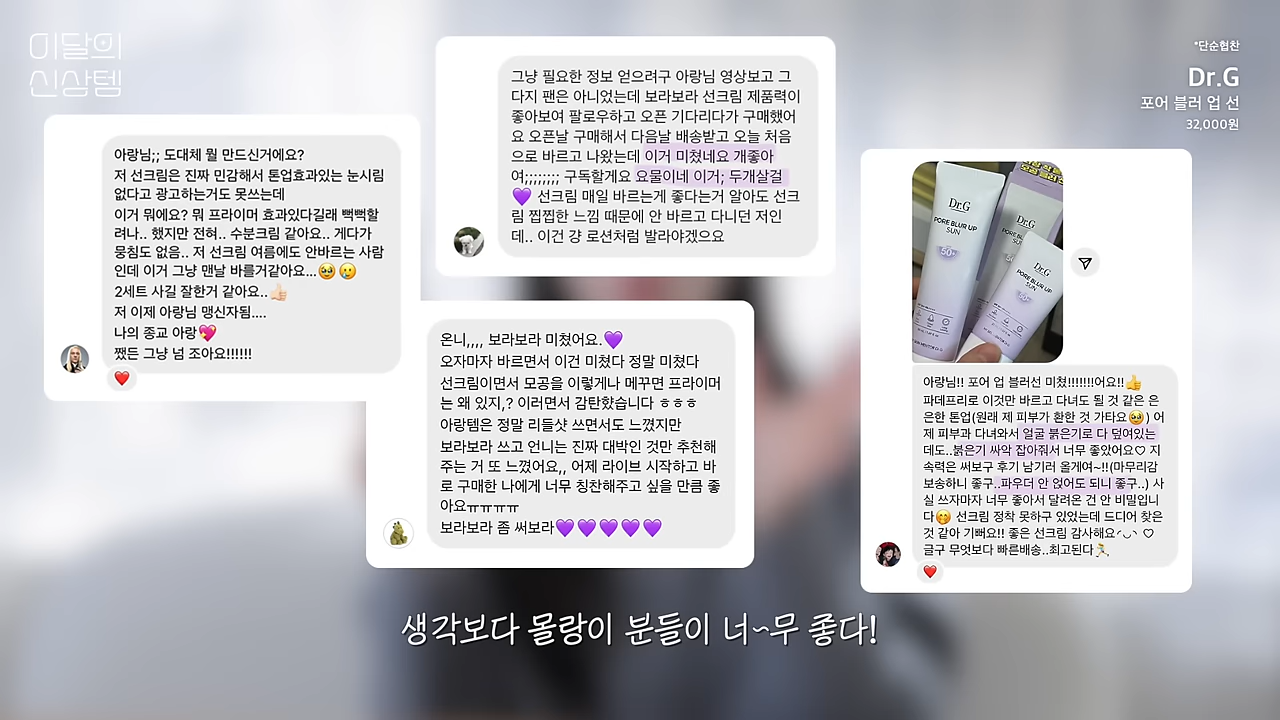 이달의
신상템
*단순협찬
Dr.G
포어 블러 업 선
32,000원
아랑님;; 도대체 뭘 만드신거에요?
저 선크림은 진짜 민감해서 톤업효과있는 눈시림
없다고 광고하는거도 못쓰는데
이거 뭐에요? 뭐 프라이머 효과있다길래 뻑뻑할
려나.. 했지만 전혀.. 수분크림 같아요.. 게다가
뭉침도 없음.. 저 선크림 여름에도 안바르는 사람
인데 이거 그냥 맨날 바를거같아요...🥹🥲
2세트 사길 잘한거 같아요..👍🏻
저 이제 아랑님 맹신자됨....
나의 종교 아랑💖
쨌든 그냥 넘 조아요!!!!!!
❤️
그냥 필요한 정보 얻으려구 아랑님 영상보고 그
다지 팬은 아니었는데 보라보라 선크림 제품력이
좋아보여 팔로우하고 오픈 기다리다가 구매했어
요 오픈날 구매해서 다음날 배송받고 오늘 처음
으로 바르고 나왔는데 이거 미쳤네요 개좋아
여;;;;;;;; 구독할게요 요물이네 이거; 두개살걸
💜 선크림 매일 바르는게 좋다는거 알아도 선크
림 찝찝한 느낌 때문에 안 바르고 다니던 저인
데.. 이건 걍 로션처럼 발라야겠으요
온니,,,, 보라보라 미쳤어요.💜
오자마자 바르면서 이건 미쳤다 정말 미쳤다
선크림이면서 모공을 이렇게나 메꾸면 프라이머
는 왜 있지,? 이러면서 감탄햤습니다 ㅎㅎㅎ
아랑템은 정말 리들샷 쓰면서도 느꼈지만
보라보라 쓰고 언니는 진짜 대박인 것만 추천해
주는 거 또 느꼈어요,, 어제 라이브 시작하고 바
로 구매한 나에게 너무 칭찬해주고 싶을 만큼 좋
아요ㅠㅠㅠㅠ
보라보라 좀 써보라💜💜💜💜💜
Dr.G
PORE BLUR UP
SUN
50+
Dr.G
Dr.G
PORE BLUR UP
SUN
50+
아랑님!! 포어 업 블러선 미쳤!!!!!!!어요!!👍
파데프리로 이것만 바르고 다녀도 될 것 같은 은
은한 톤업(원래 제 피부가 환한 것 가타요🥹) 어
제 피부과 다녀와서 얼굴 붉은기로 다 덮여있는
데도..붉은기 싸악 잡아줘서 너무 좋았어요♡ 지
속력은 써보구 후기 남기러 올게여~!!(마무리감
보송하니 좋구..파우더 안 얹어도 되니 좋구..) 사
실 쓰자마자 너무 좋아서 달려온 건 안 비밀입니
다🤭 선크림 정착 못하구 있었는데 드디어 찾은
것 같아 기뻐요!! 좋은 선크림 감사해요ˊ◡ˋ ♡
글구 무엇보다 빠른배송..최고된다🏃
❤️
생각보다 몰랑이 분들이 너~무 좋다!